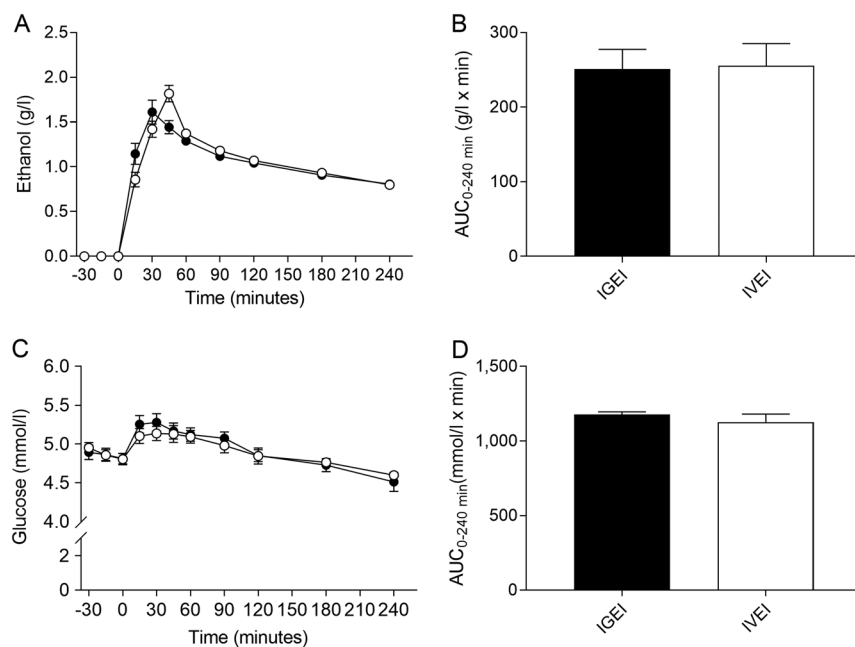 A
Ethanol (g/l)
2.5
2.0
1.5
1.0
0.5
0.0
-30 0 30 60 90 120 150 180 210 240
Time (minutes)
B
AUC0-240 min (g/l x min)
300
200
100
0
IGEI
IVEI
C
Glucose (mmol/l)
6.0
5.5
5.0
4.5
4.0
2
0
-30 0 30 60 90 120 150 180 210 240
Time (minutes)
D
AUC0-240 min(mmol/l x min)
1,500
1,000
500
0
IGEI
IVEI